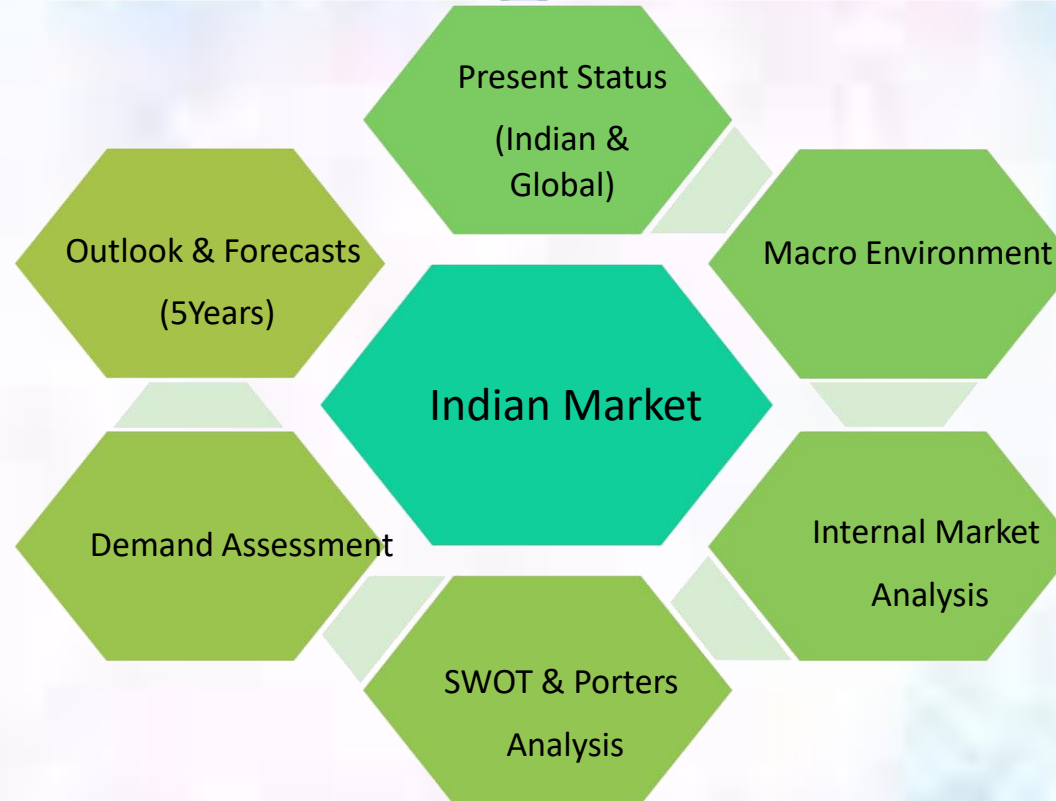 Present Status
(Indian &
Global)
Macro Environment
Internal Market
Analysis
SWOT & Porters
Analysis
Demand Assessment
Outlook & Forecasts
(5Years)
Indian Market